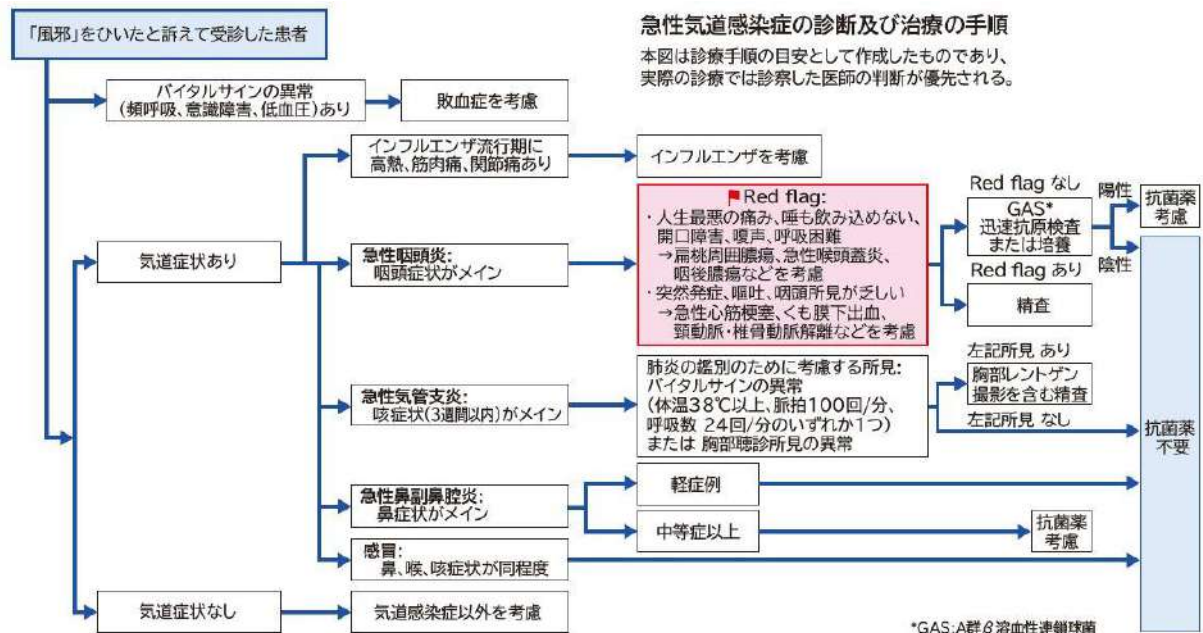 「風邪」をひいたと訴えて受診した患者
急性気道感染症の診断及び治療の手順
本図は診療手順の目安として作成したものであり、
実際の診療では診察した医師の判断が優先される。
バイタルサインの異常
(頻呼吸、意識障害、低血圧)あり
敗血症を考慮
気道症状あり
インフルエンザ流行期に
高熱、筋肉痛、関節痛あり
インフルエンザを考慮
急性咽頭炎:
咽頭症状がメイン
Red flag:
・人生最悪の痛み、唾も飲み込めない、
開口障害、嗄声、呼吸困難
→扁桃周囲膿瘍、急性喉頭蓋炎、
咽後膿瘍などを考慮
・突然発症、嘔吐、咽頭所見が乏しい
→急性心筋梗塞、くも膜下出血、
頸動脈・椎骨動脈解離などを考慮
Red flag なし
GAS*
迅速抗原検査
または培養
陽性
抗菌薬
考慮
陰性
Red flag あり
精査
急性気管支炎:
咳症状(3週間以内)がメイン
肺炎の鑑別のために考慮する所見:
バイタルサインの異常
(体温38℃以上、脈拍100回/分、
呼吸数 24回/分のいずれか1つ)
または 胸部聴診所見の異常
左記所見 あり
胸部レントゲン
撮影を含む精査
左記所見 なし
抗菌薬
不要
急性鼻副鼻腔炎:
鼻症状がメイン
軽症例
中等症以上
抗菌薬
考慮
感冒:
鼻、喉、咳症状が同程度
気道症状なし
気道感染症以外を考慮
*GAS:A群β溶血性連鎖球菌